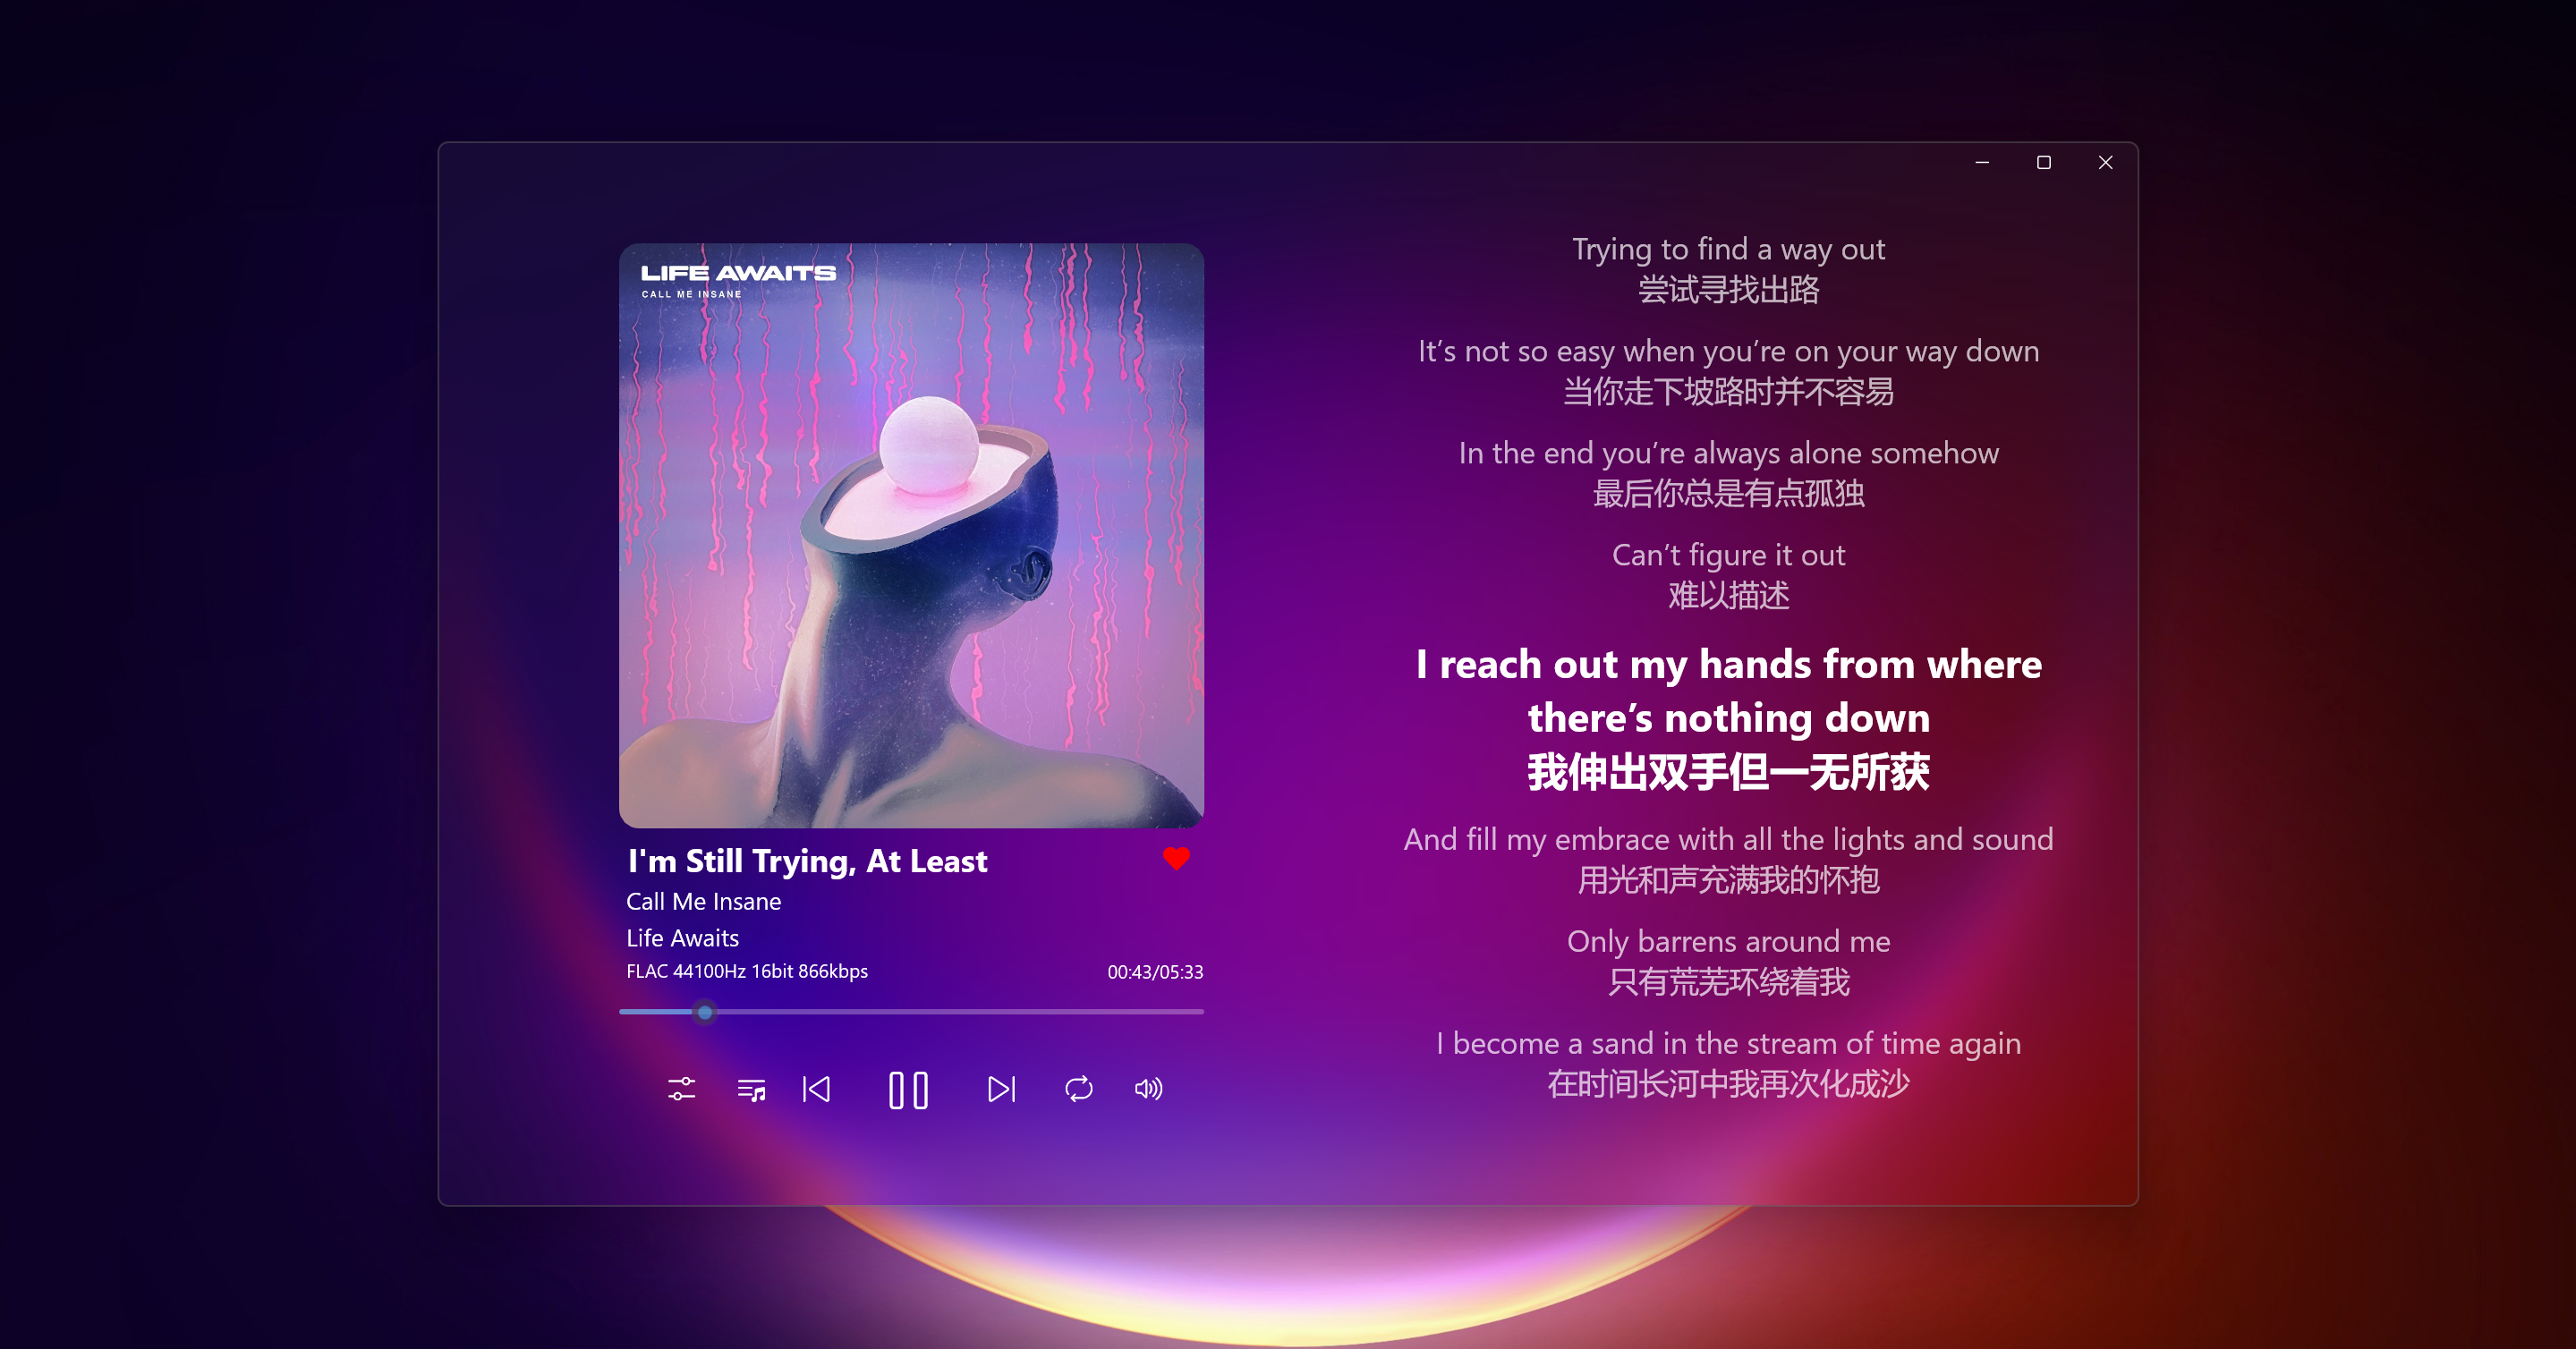 LIFE AWAITS
CALL ME INSANE
I'm Still Trying, At Least
Call Me Insane
Life Awaits
FLAC 44100Hz 16bit 866kbps
00:43/05:33
Trying to find a way out
尝试寻找出路
It’s not so easy when you’re on your way down
当你走下坡路时并不容易
In the end you’re always alone somehow
最后你总是有点孤独
Can’t figure it out
难以描述
I reach out my hands from where
there’s nothing down
我伸出双手但一无所获
And fill my embrace with all the lights and sound
用光和声充满我的怀抱
Only barrens around me
只有荒芜环绕着我
I become a sand in the stream of time again
在时间长河中我再次化成沙